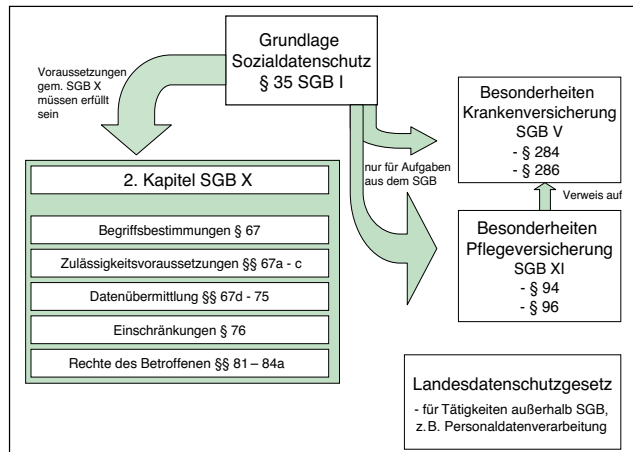 Grundlage
Sozialdatenschutz
§ 35 SGB I
Voraussetzungen
gem. SGB X
müssen erfüllt
sein
Besonderheiten
Krankenversicherung
SGB V
- § 284
- § 286
nur für Aufgaben
aus dem SGB
Verweis auf
2. Kapitel SGB X
Begriffsbestimmungen § 67
Zulässigkeitsvoraussetzungen §§ 67a - c
Datenübermittlung §§ 67d - 75
Einschränkungen § 76
Rechte des Betroffenen §§ 81 – 84a
Besonderheiten
Pflegeversicherung
SGB XI
- § 94
- § 96
Landesdatenschutzgesetz
- für Tätigkeiten außerhalb SGB,
z. B. Personaldatenverarbeitung